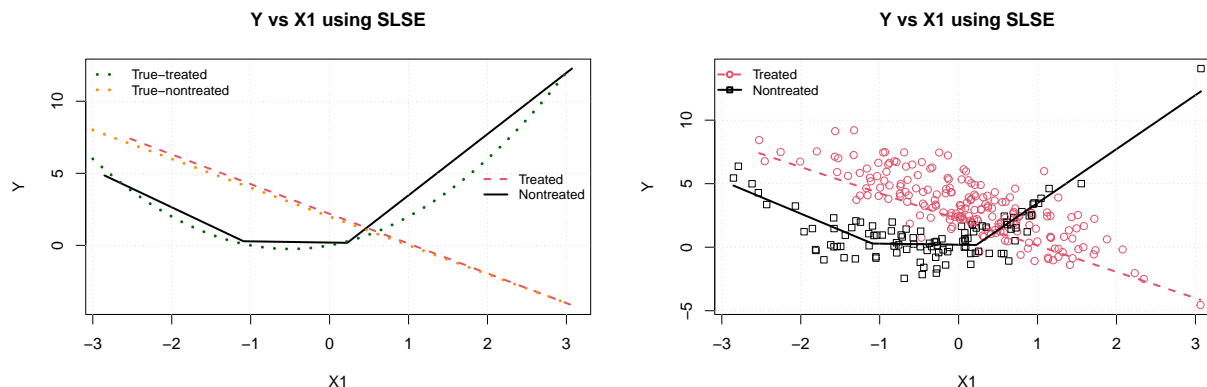 Y vs X1 using SLSE
True−treated
True−nontreated
Treated
Nontreated
10
5
0
Y
−3 −2 −1 0 1 2 3
X1
Y vs X1 using SLSE
Treated
Nontreated
10
5
0
−5
Y
−3 −2 −1 0 1 2 3
X1